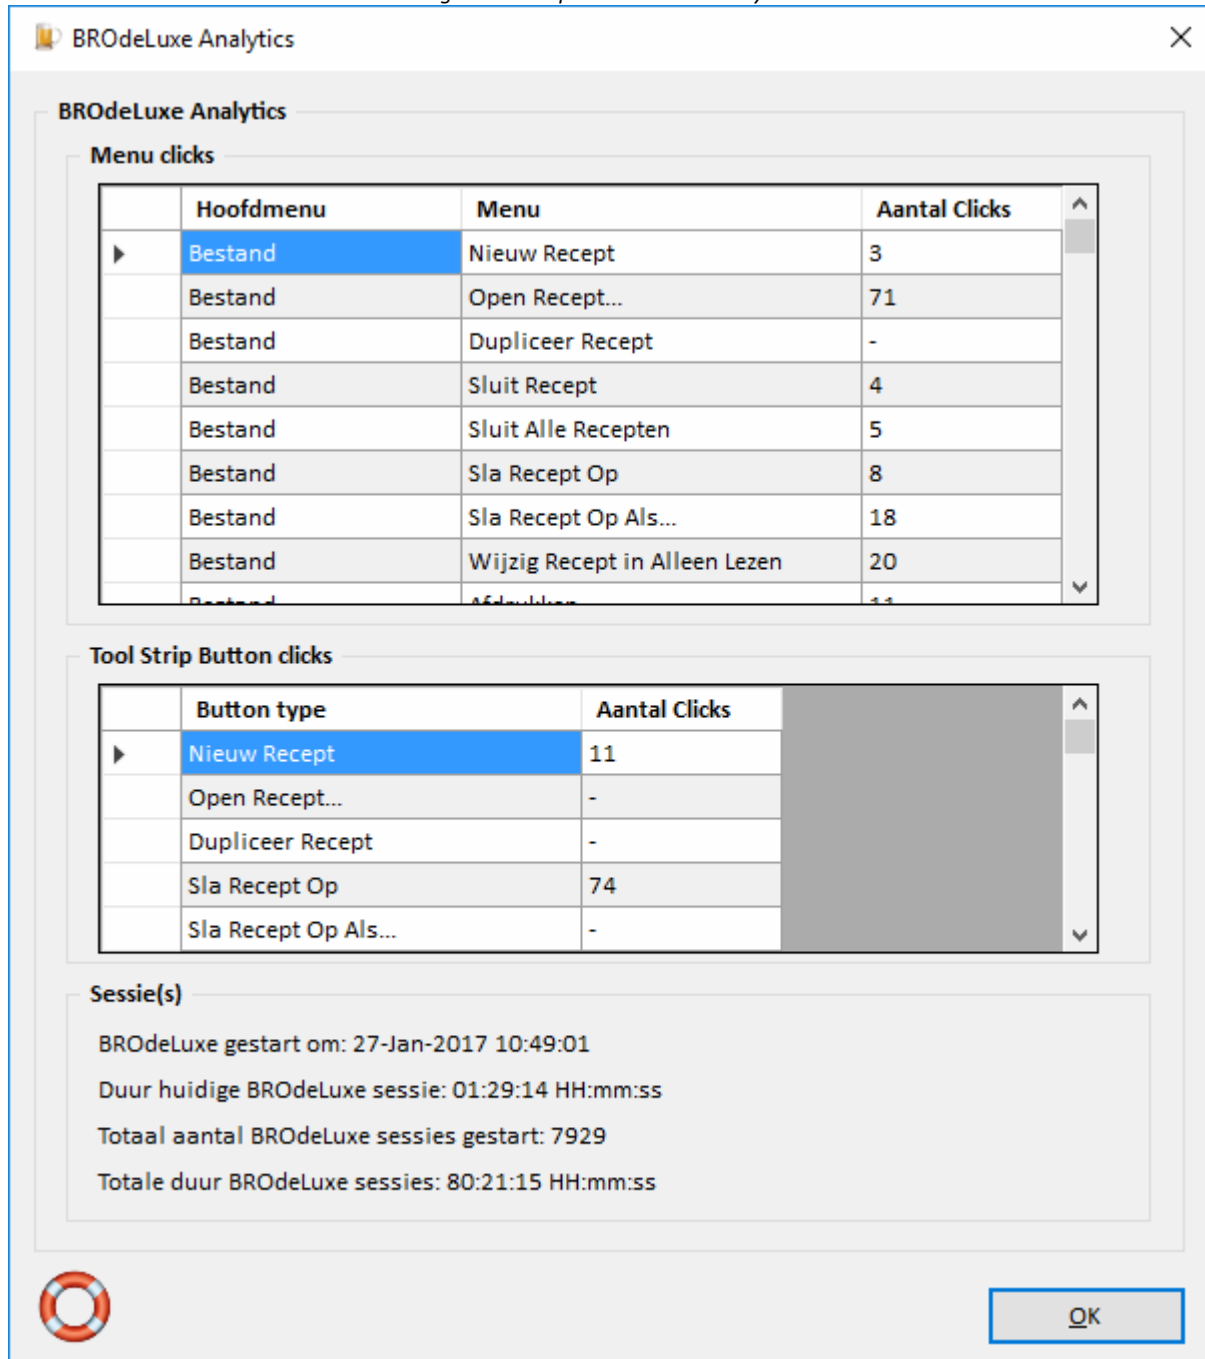 BROdeLuxe Analytics
BROdeLuxe Analytics
Menu clicks
Hoofdmenu Menu Aantal Clicks
Bestand Nieuw Recept 3
Bestand Open Recept... 71
Bestand Dupliceer Recept -
Bestand Sluit Recept 4
Bestand Sluit Alle Recepten 5
Bestand Sla Recept Op 8
Bestand Sla Recept Op Als... 18
Bestand Wijzig Recept in Alleen Lezen 20
Bestand Afdrukken 11
Tool Strip Button clicks
Button type Aantal Clicks
Nieuw Recept 11
Open Recept... -
Dupliceer Recept -
Sla Recept Op 74
Sla Recept Op Als... -
Sessie(s)
BROdeLuxe gestart om: 27-Jan-2017 10:49:01
Duur huidige BROdeLuxe sessie: 01:29:14 HH:mm:ss
Totaal aantal BROdeLuxe sessies gestart: 7929
Totale duur BROdeLuxe sessies: 80:21:15 HH:mm:ss
OK